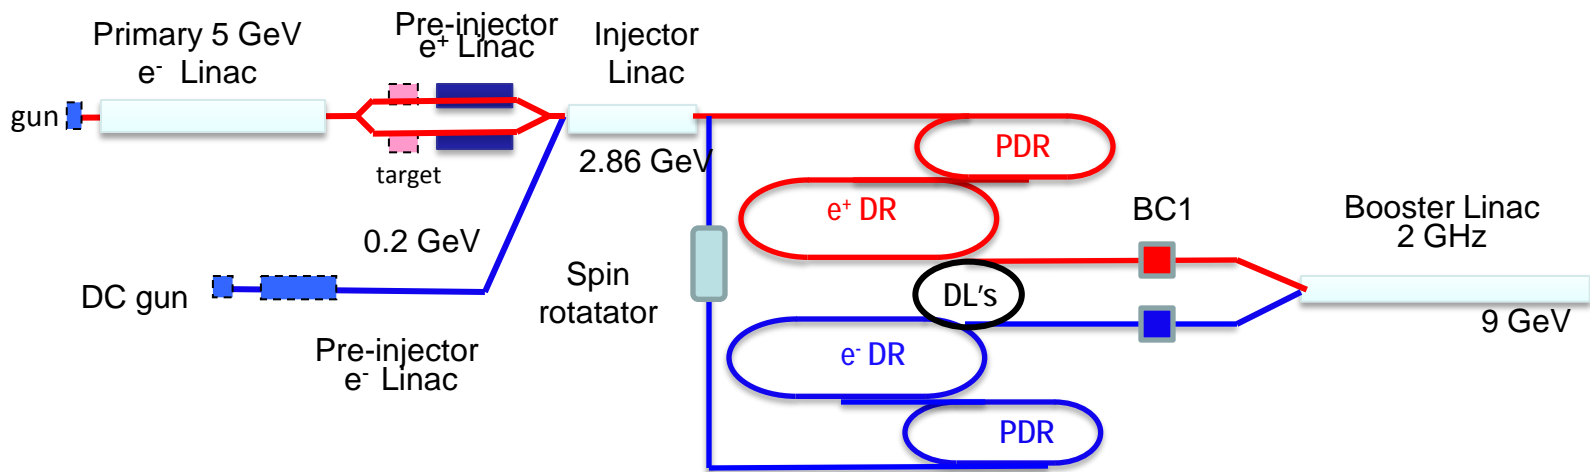 Primary 5 GeV
e⁻ Linac
Pre-injector
e⁺ Linac
Injector
Linac
gun
target
2.86 GeV
PDR
e⁺ DR
BC1
Booster Linac
2 GHz
0.2 GeV
DC gun
Spin
rotatator
DL's
9 GeV
Pre-injector
e⁻ Linac
e⁻ DR
PDR